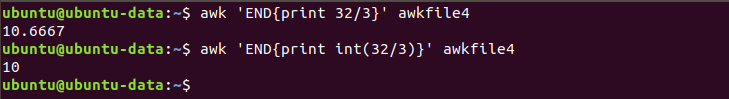 ubuntu@ubuntu-data:~$ awk 'END{print 32/3}' awkfile4
10.6667
ubuntu@ubuntu-data:~$ awk 'END{print int(32/3)}' awkfile4
10
ubuntu@ubuntu-data:~$